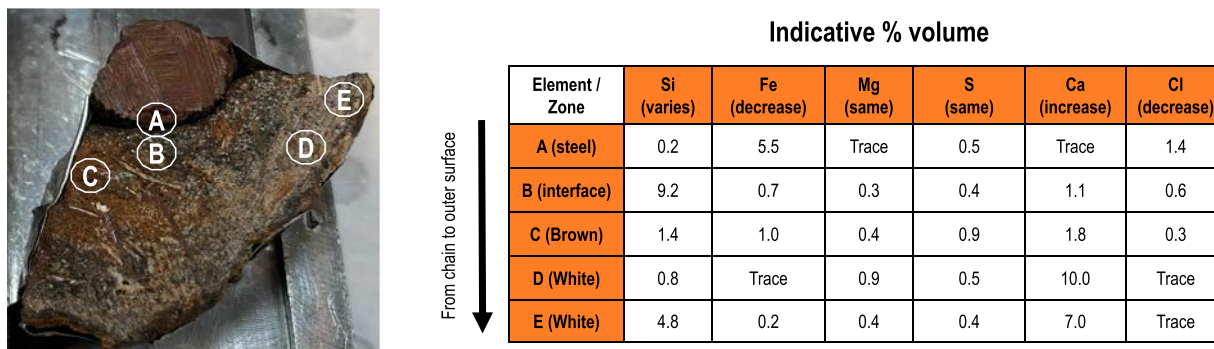 Indicative % volume
A
B
C
D
E
From chain to outer surface
Element / Si Fe Mg S Ca Cl
Zone (varies) (decrease) (same) (same) (increase) (decrease)
A (steel) 0.2 5.5 Trace 0.5 Trace 1.4
B (interface) 9.2 0.7 0.3 0.4 1.1 0.6
C (Brown) 1.4 1.0 0.4 0.9 1.8 0.3
D (White) 0.8 Trace 0.9 0.5 10.0 Trace
E (White) 4.8 0.2 0.4 0.4 7.0 Trace